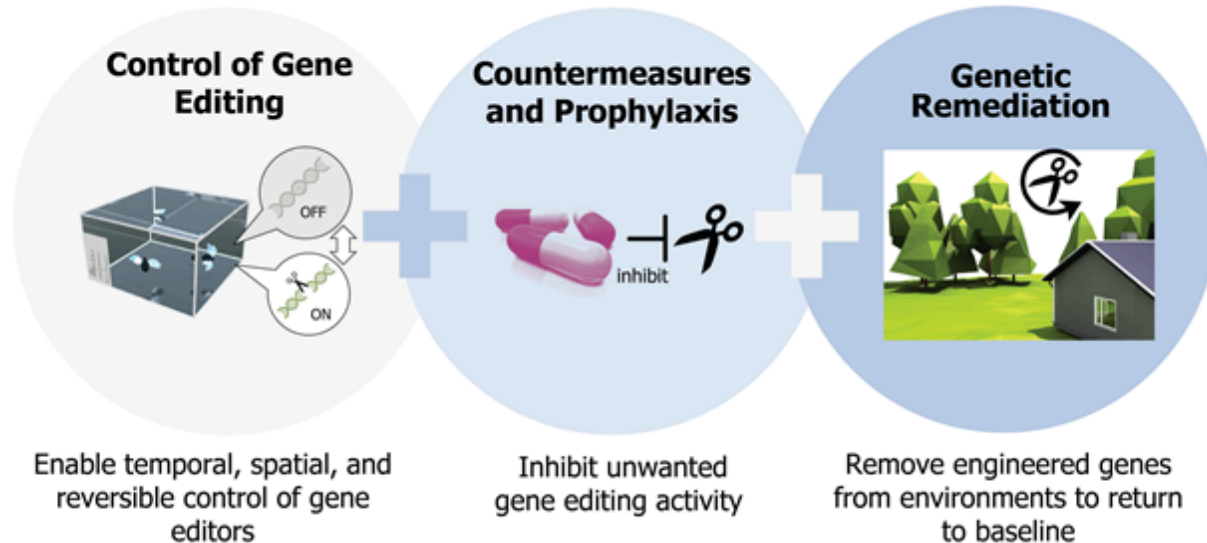 Control of Gene
Editing
OFF
ON
Enable temporal, spatial, and
reversible control of gene
editors
Countermeasures
and Prophylaxis
inhibit
Inhibit unwanted
gene editing activity
Genetic
Remediation
Remove engineered genes
from environments to return
to baseline